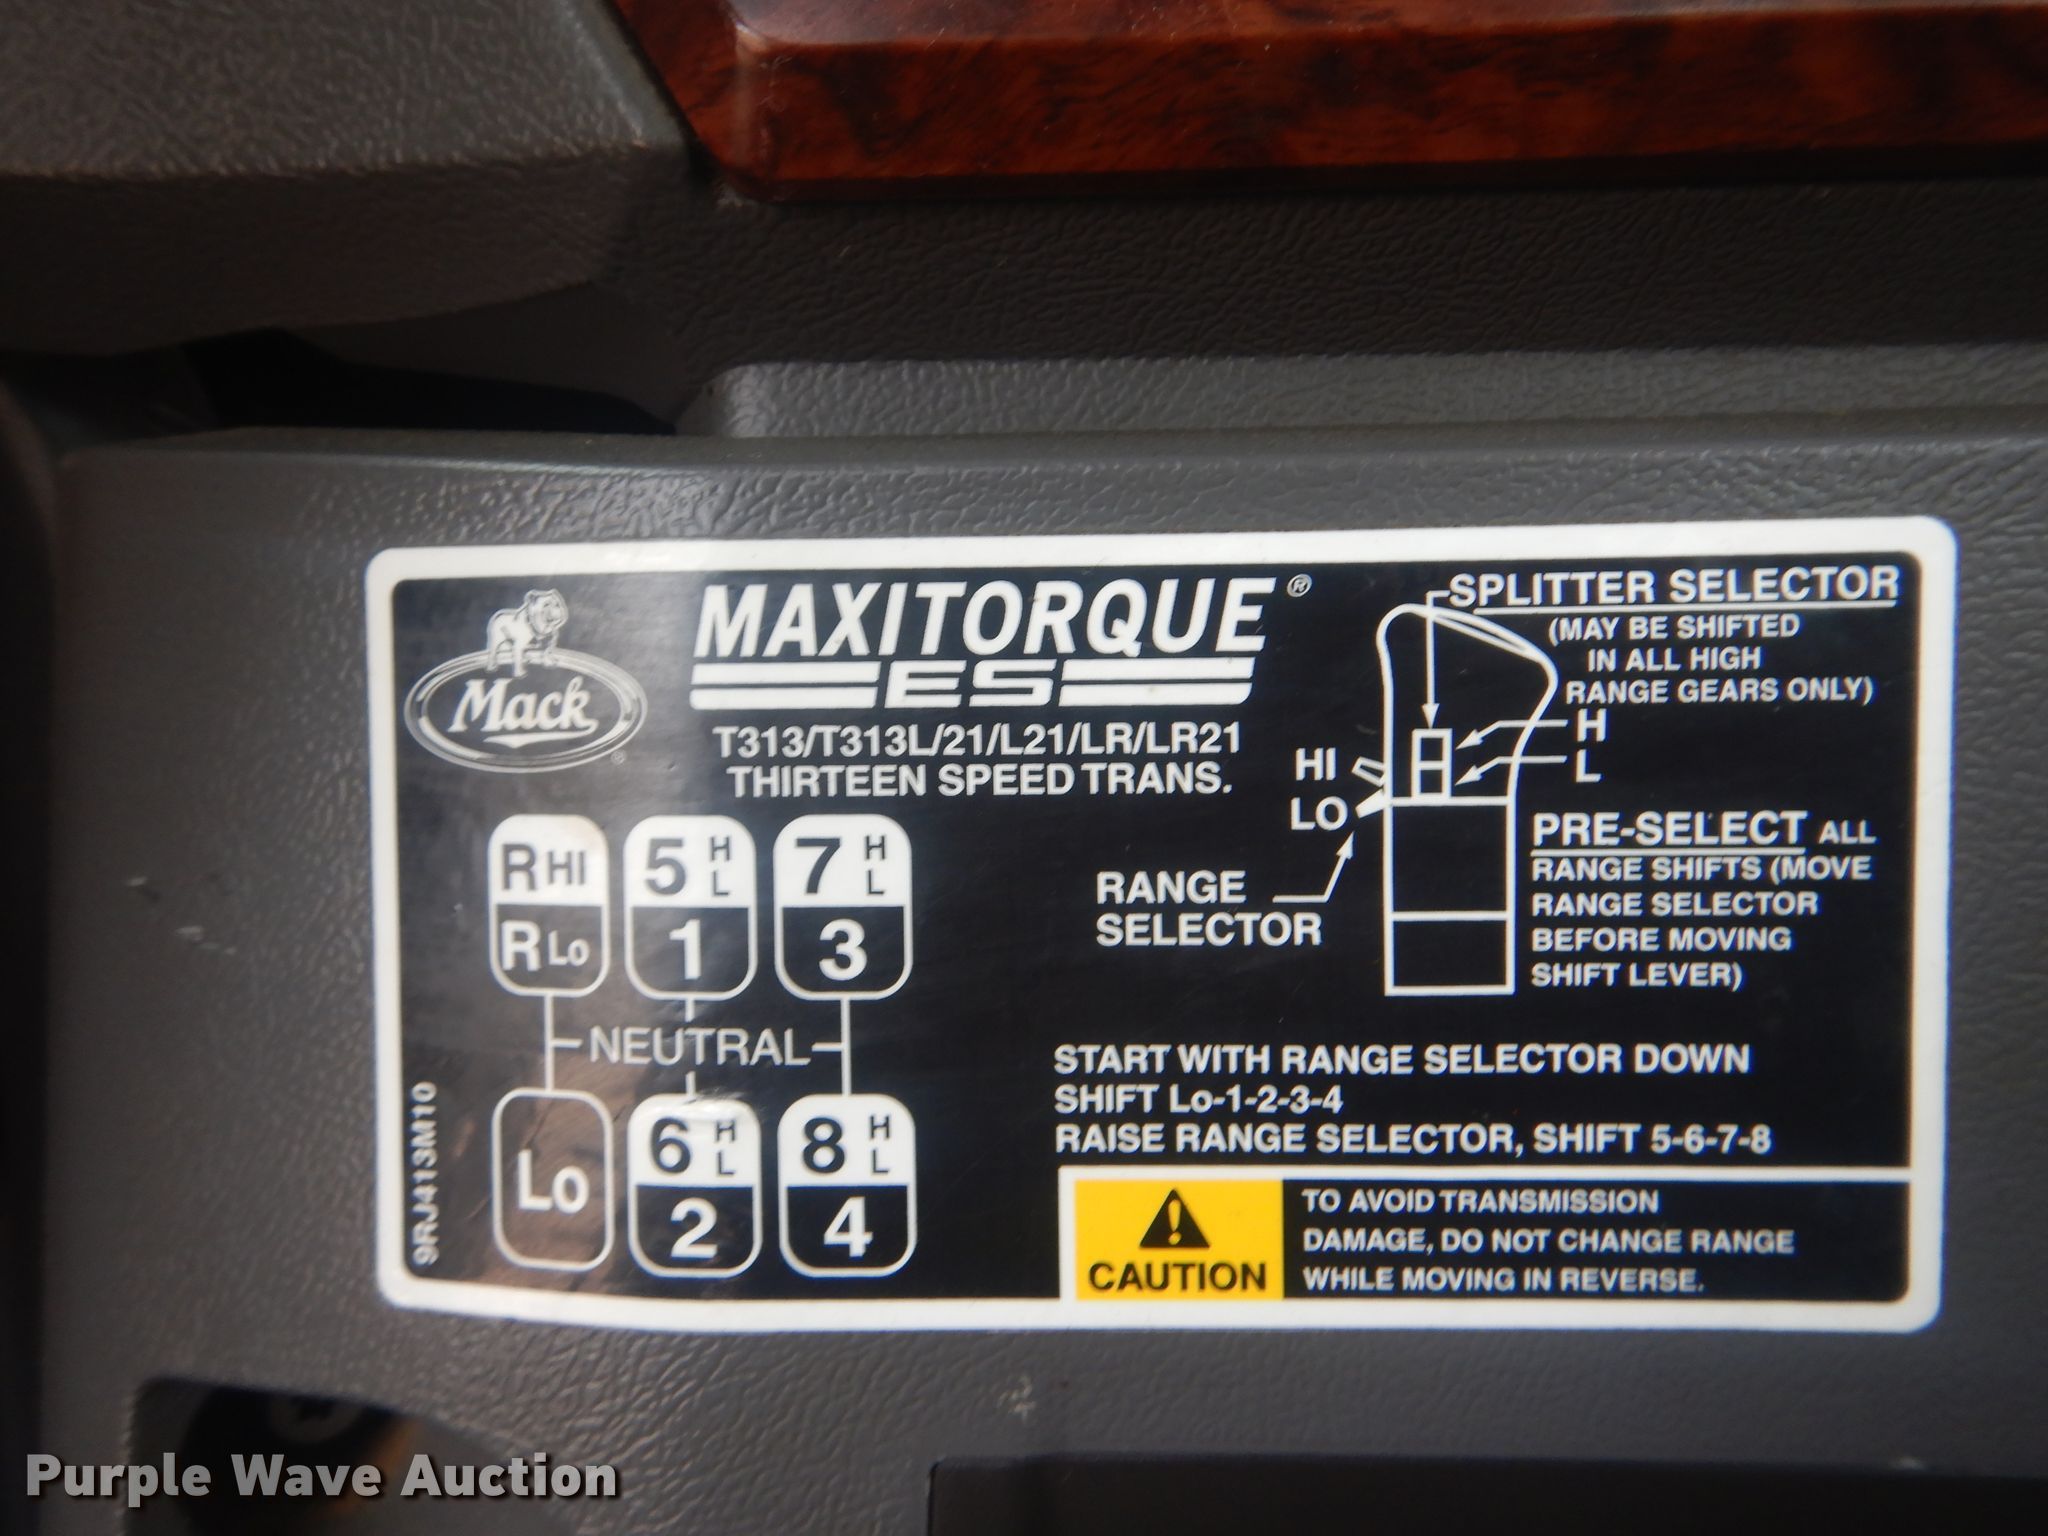 Mack
®
MAXITORQUE®
ES
T313/T313L/21/L21/LR/LR21
THIRTEEN SPEED TRANS.
R HI
R Lo
5 H L
1
7 H L
3
NEUTRAL
Lo
6 H L
2
8 H L
4
9RJ413M10
SPLITTER SELECTOR
(MAY BE SHIFTED
IN ALL HIGH
RANGE GEARS ONLY)
H
L
HI
LO
RANGE
SELECTOR
PRE-SELECT ALL
RANGE SHIFTS (MOVE
RANGE SELECTOR
BEFORE MOVING
SHIFT LEVER)
START WITH RANGE SELECTOR DOWN
SHIFT Lo-1-2-3-4
RAISE RANGE SELECTOR, SHIFT 5-6-7-8
CAUTION
TO AVOID TRANSMISSION
DAMAGE, DO NOT CHANGE RANGE
WHILE MOVING IN REVERSE.
Purple Wave Auction